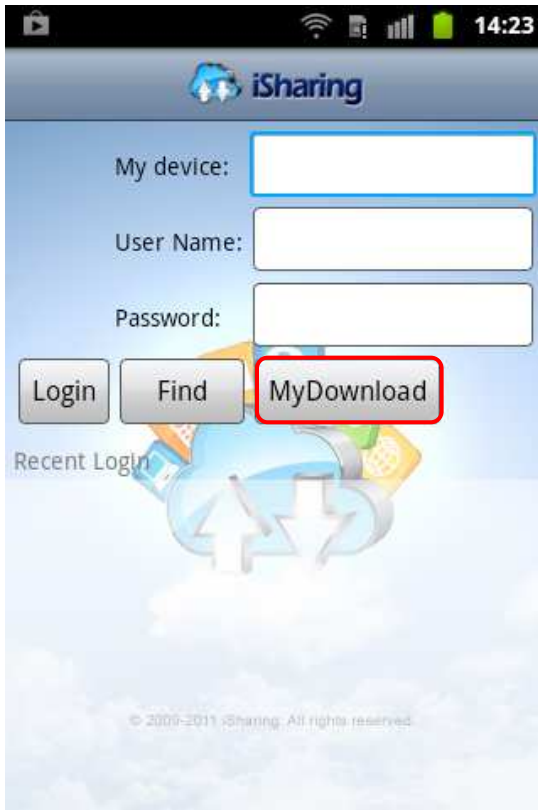 14:23
iSharing
My device:
User Name:
Password:
Login Find MyDownload
Recent Login
© 2009-2011 iSharing. All rights reserved.